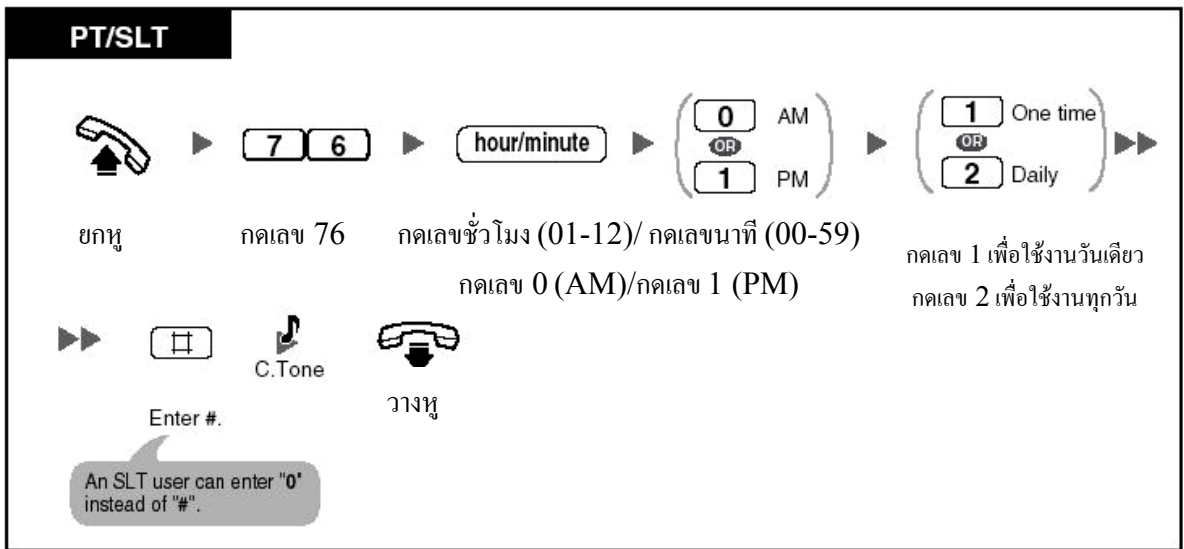 PT/SLT
7 6
hour/minute
0 AM
OR
1 PM
1 One time
OR
2 Daily
ยกหู
กดเลข 76
กดเลขชั่วโมง (01-12)/ กดเลขนาที (00-59)
กดเลข 0 (AM)/กดเลข 1 (PM)
กดเลข 1 เพื่อใช้งานวันเดียว
กดเลข 2 เพื่อใช้งานทุกวัน
#
C.Tone
วางหู
Enter #.
An SLT user can enter "0"
instead of "#".